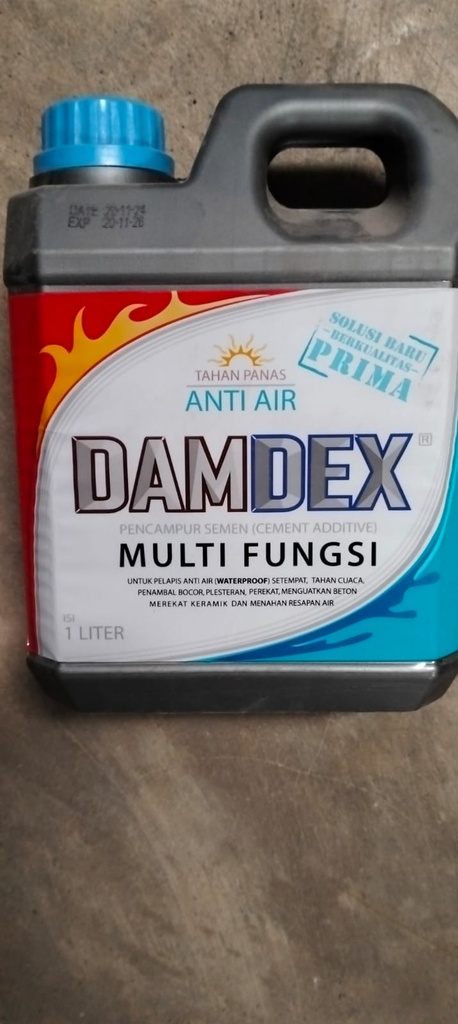 DATE 20-11-24
EXP 20-11-26
SOLUSI BARU
-BERKUALITAS-
PRIMA
TAHAN PANAS
ANTI AIR
DAMDEX ®
PENCAMPUR SEMEN (CEMENT ADDITIVE)
MULTI FUNGSI
UNTUK PELAPIS ANTI AIR (WATERPROOF) SETEMPAT, TAHAN CUACA,
PENAMBAL BOCOR, PLESTERAN, PEREKAT, MENGUATKAN BETON
MEREKAT KERAMIK DAN MENAHAN RESAPAN AIR
ISI
1 LITER